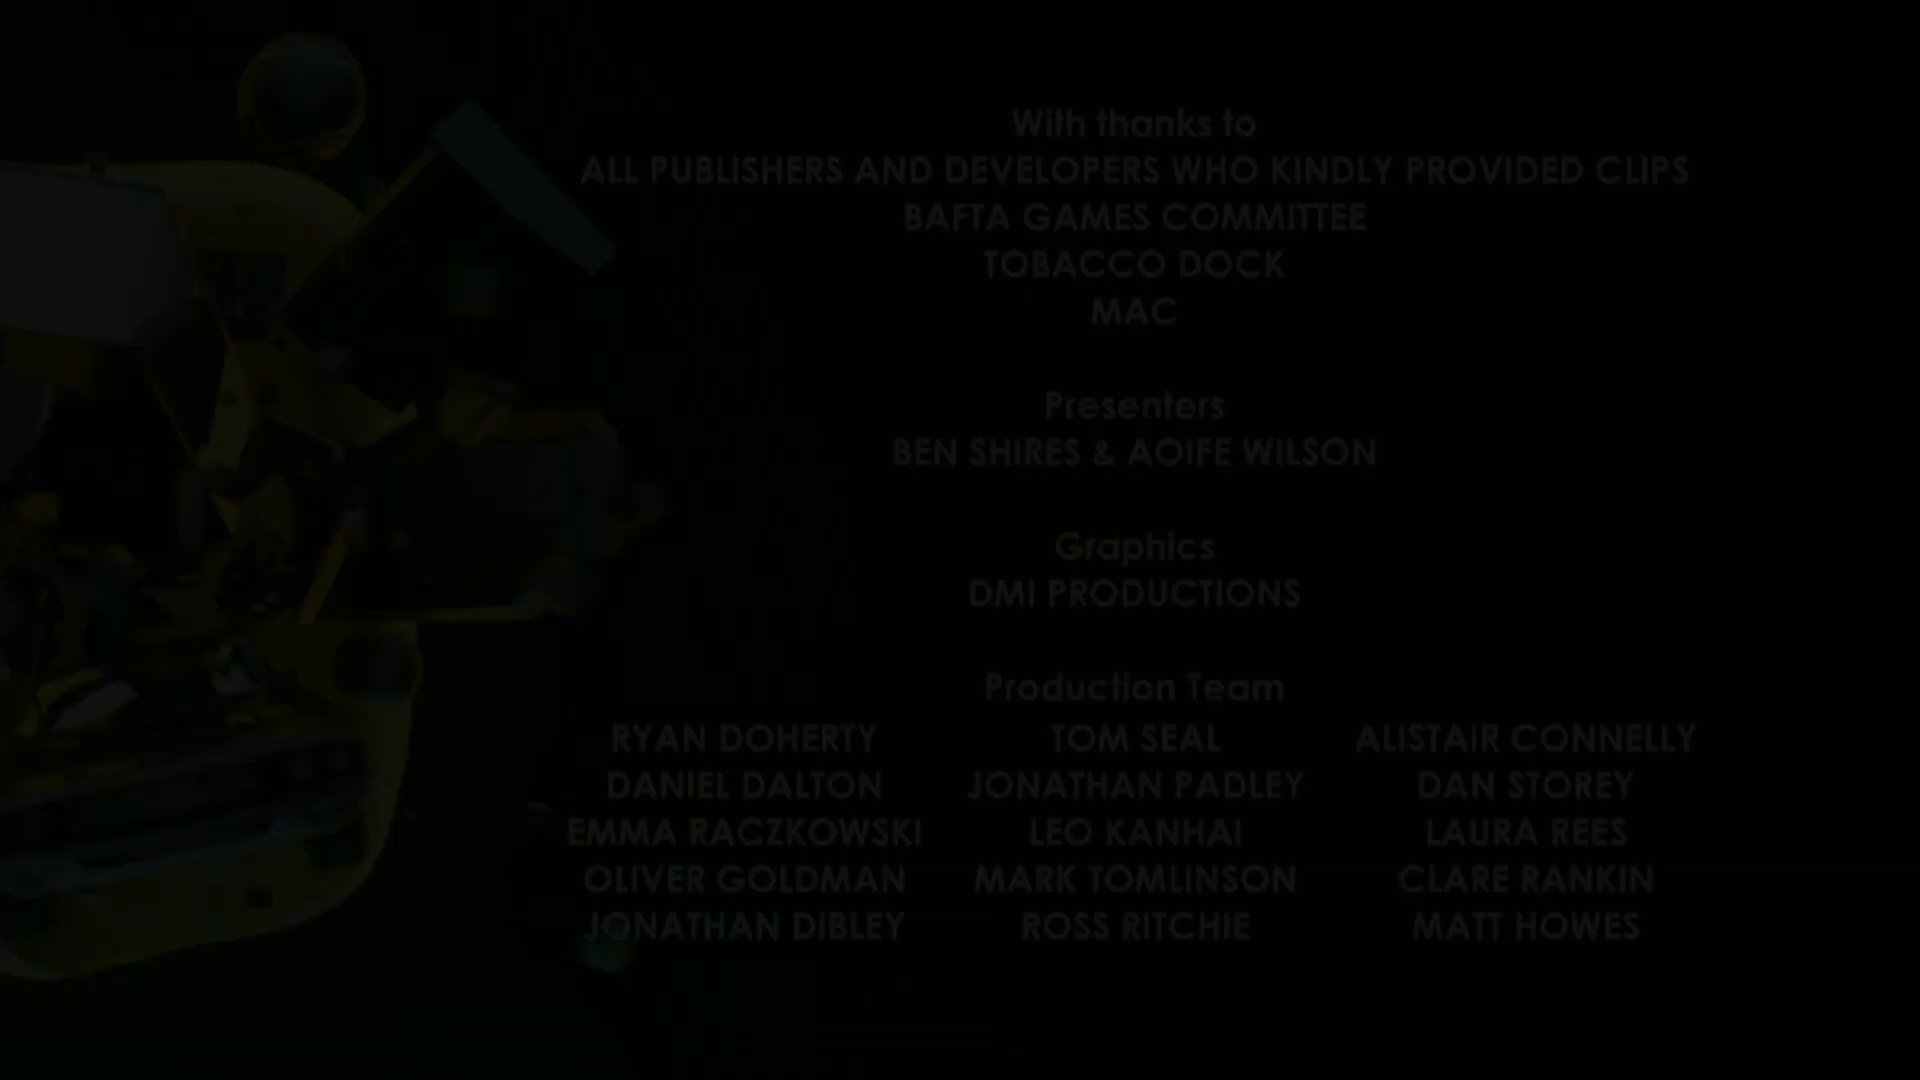 With thanks to
ALL PUBLISHERS AND DEVELOPERS WHO KINDLY PROVIDED CLIPS
BAFTA GAMES COMMITTEE
TOBACCO DOCK
MAC
Presenters
BEN SHIRES & AOIFE WILSON
Graphics
DMI PRODUCTIONS
Production Team
RYAN DOHERTY TOM SEAL ALISTAIR CONNELLY
DANIEL DALTON JONATHAN PADLEY DAN STOREY
EMMA RACZKOWSKI LEO KANHAI LAURA REES
OLIVER GOLDMAN MARK TOMLINSON CLARE RANKIN
JONATHAN DIBLEY ROSS RITCHIE MATT HOWES